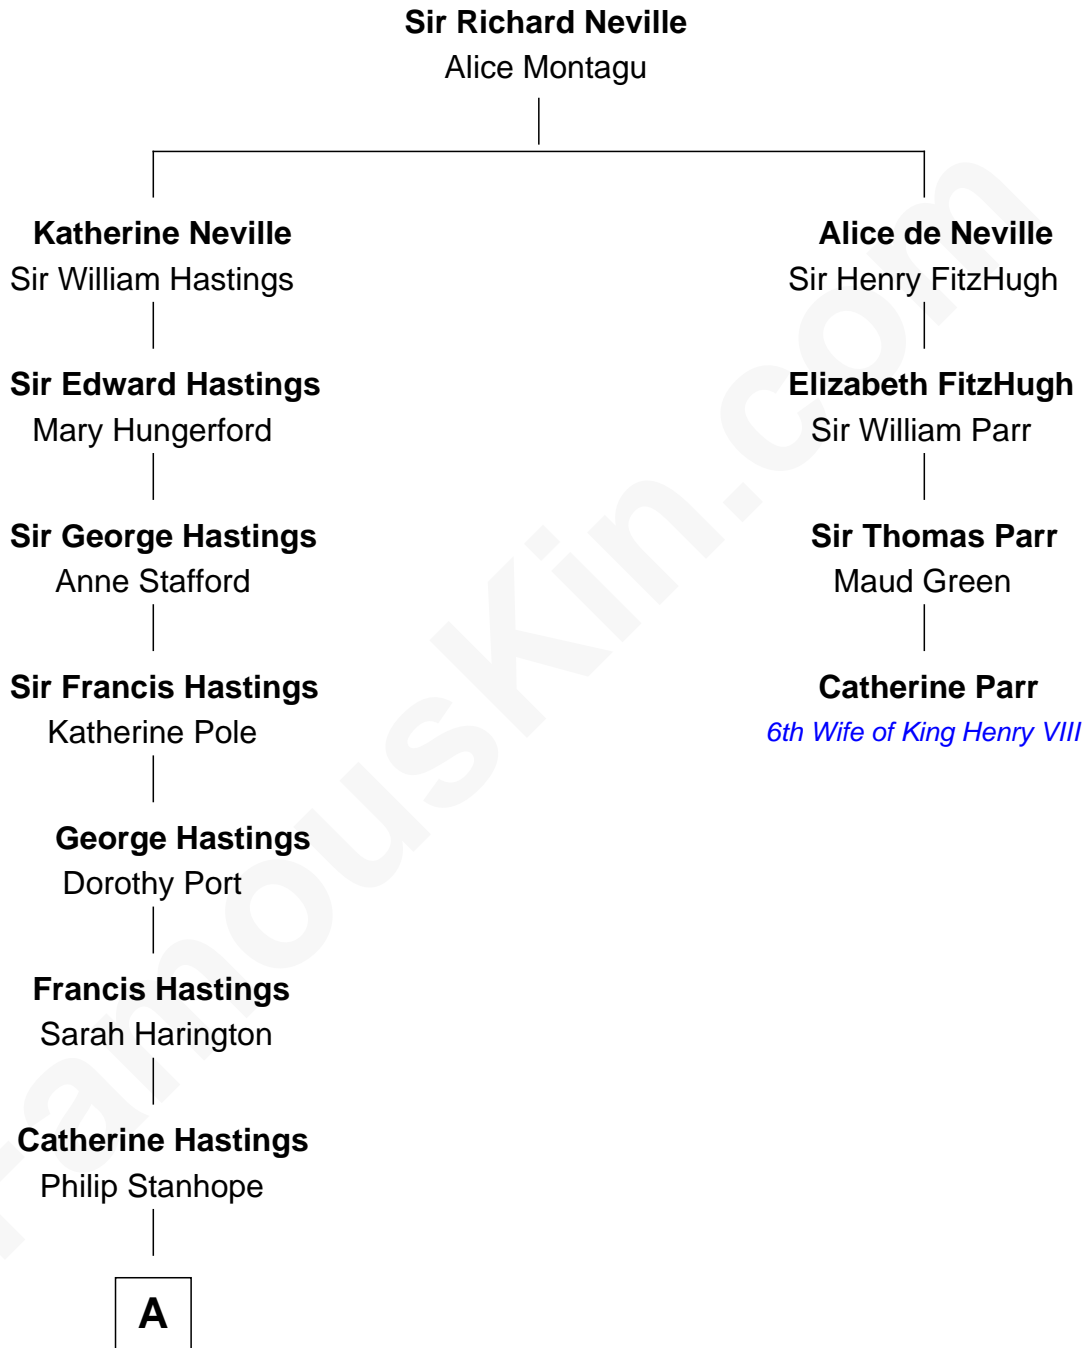 Sir Richard Neville
Alice Montagu
Katherine Neville
Sir William Hastings
Alice de Neville
Sir Henry FitzHugh
Sir Edward Hastings
Mary Hungerford
Elizabeth FitzHugh
Sir William Parr
Sir George Hastings
Anne Stafford
Sir Thomas Parr
Maud Green
Sir Francis Hastings
Katherine Pole
Catherine Parr
6th Wife of King Henry VIII
George Hastings
Dorothy Port
Francis Hastings
Sarah Harington
Catherine Hastings
Philip Stanhope
A
FamousKin.com